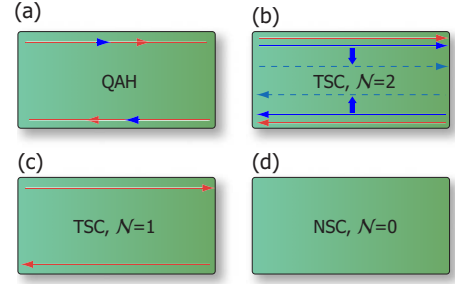 (a)
QAH
(b)
TSC, 𝒩=2
(c)
TSC, 𝒩=1
(d)
NSC, 𝒩=0